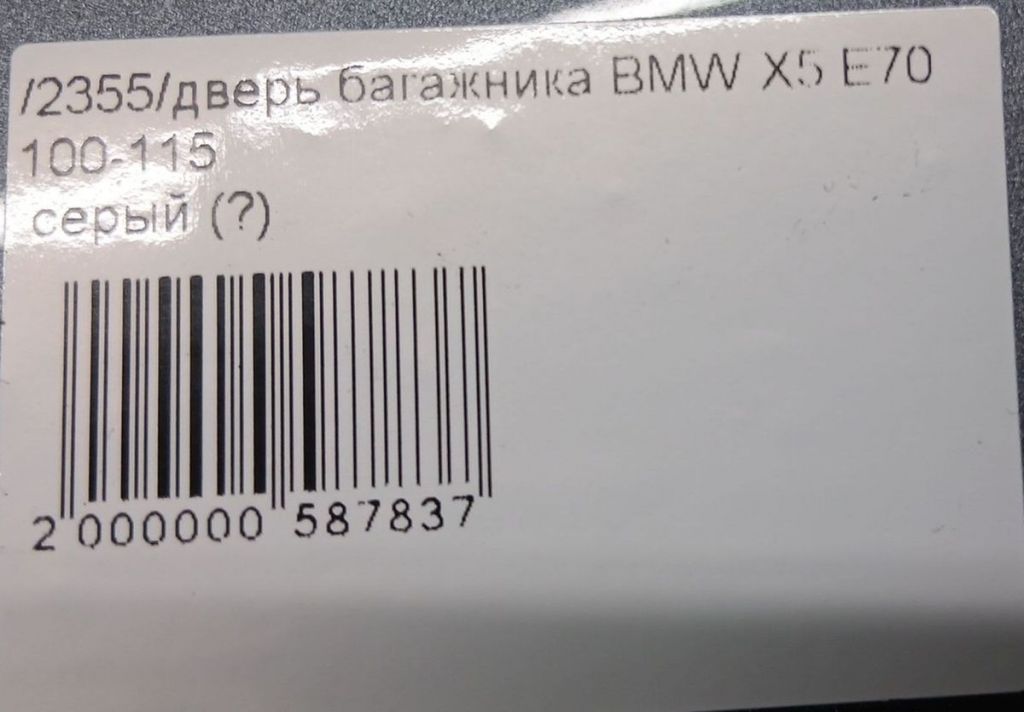 /2355/дверь багажника BMW X5 E70
100-115
серый (?)
2 000000 587837